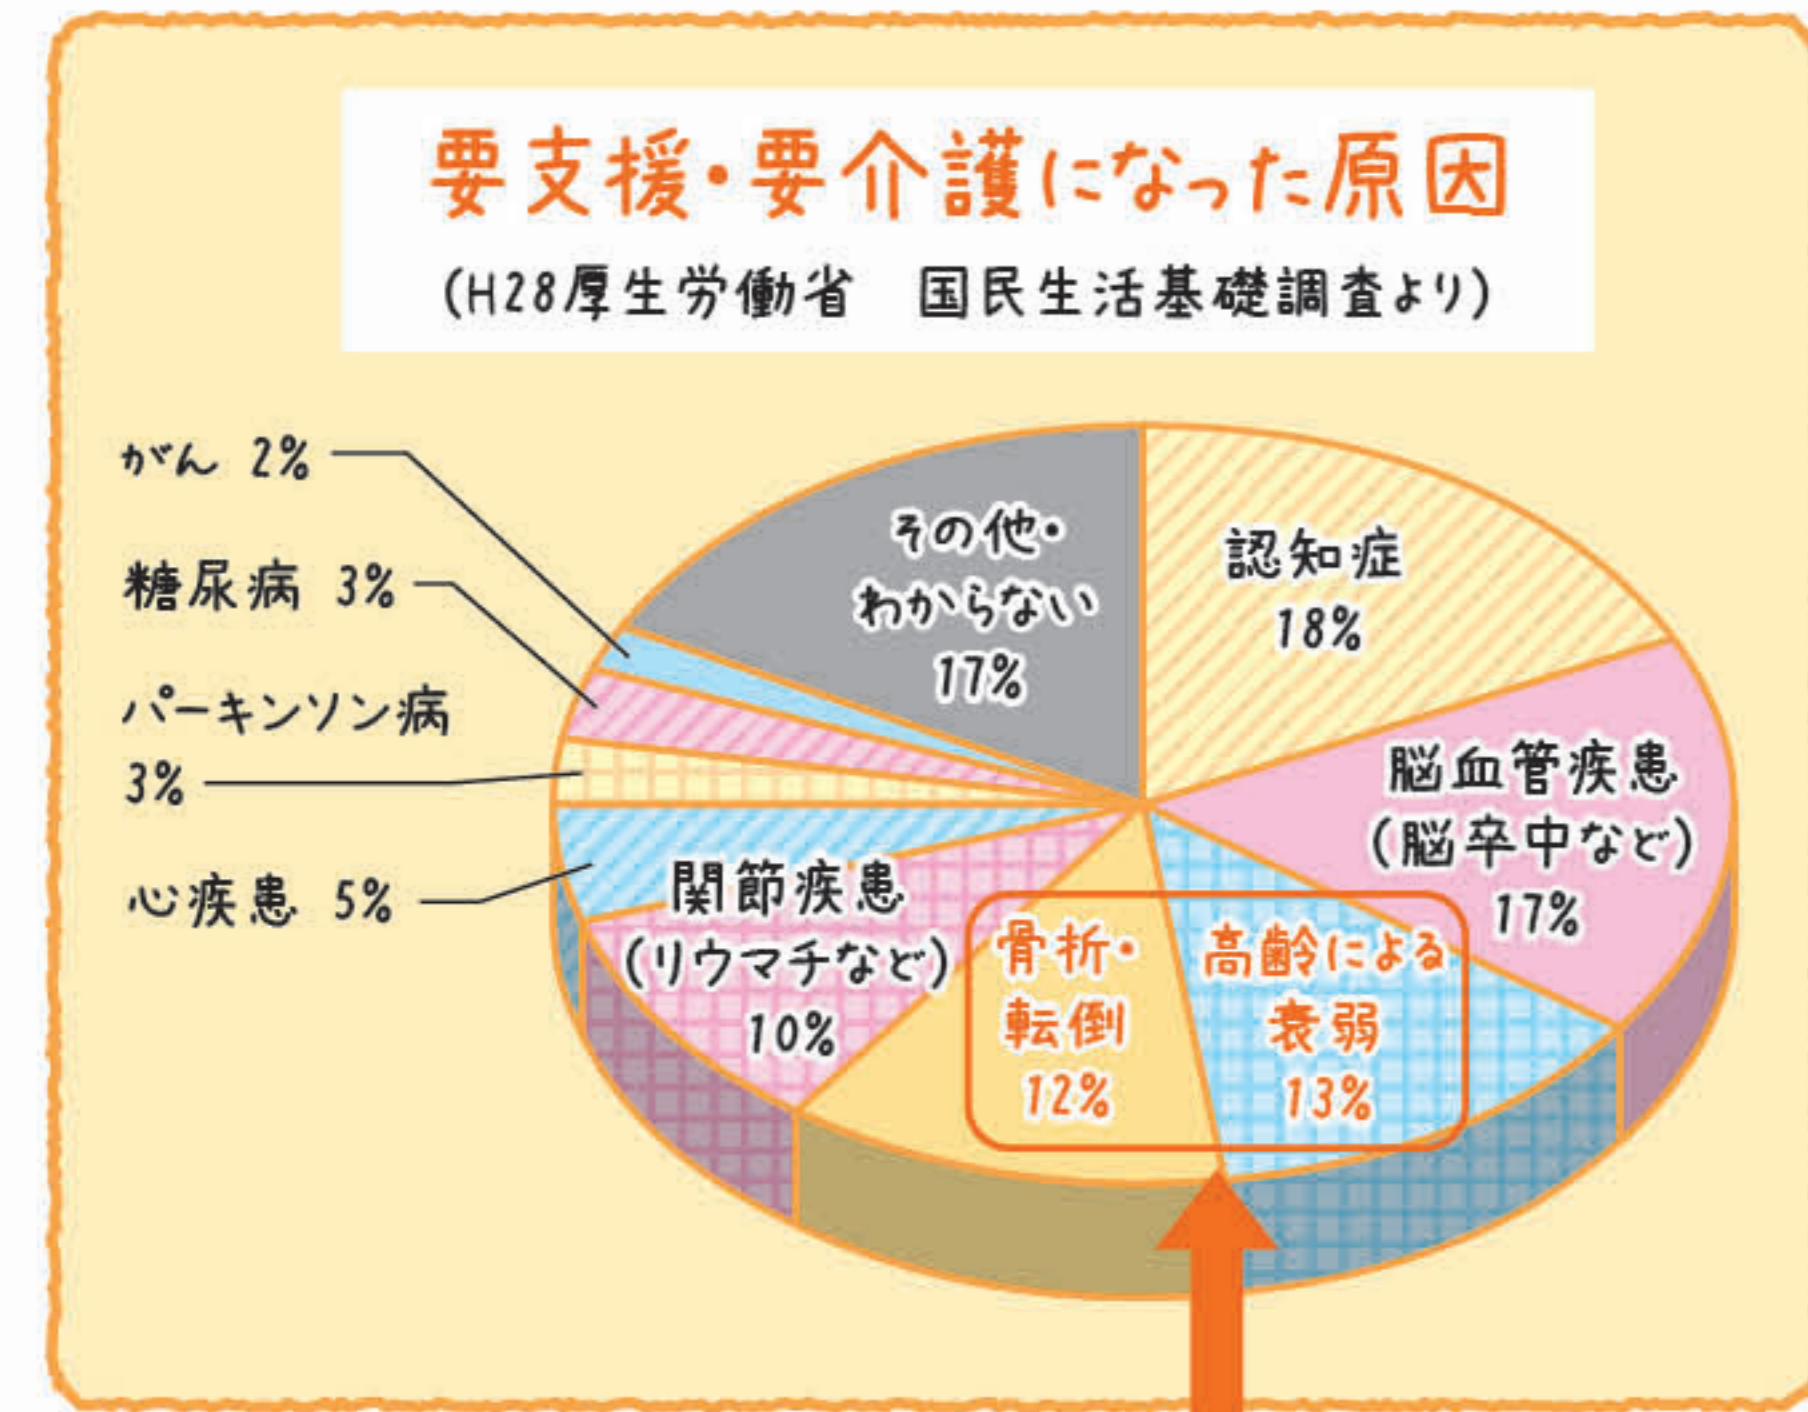 要支援・要介護になった原因
(H28厚生労働省　国民生活基礎調査より)
がん 2%
糖尿病 3%
パーキンソン病
3%
心疾患 5%
その他・
わからない
17%
認知症
18%
脳血管疾患
(脳卒中など)
17%
関節疾患
(リウマチなど)
10%
骨折・
転倒
12%
高齢による
衰弱
13%